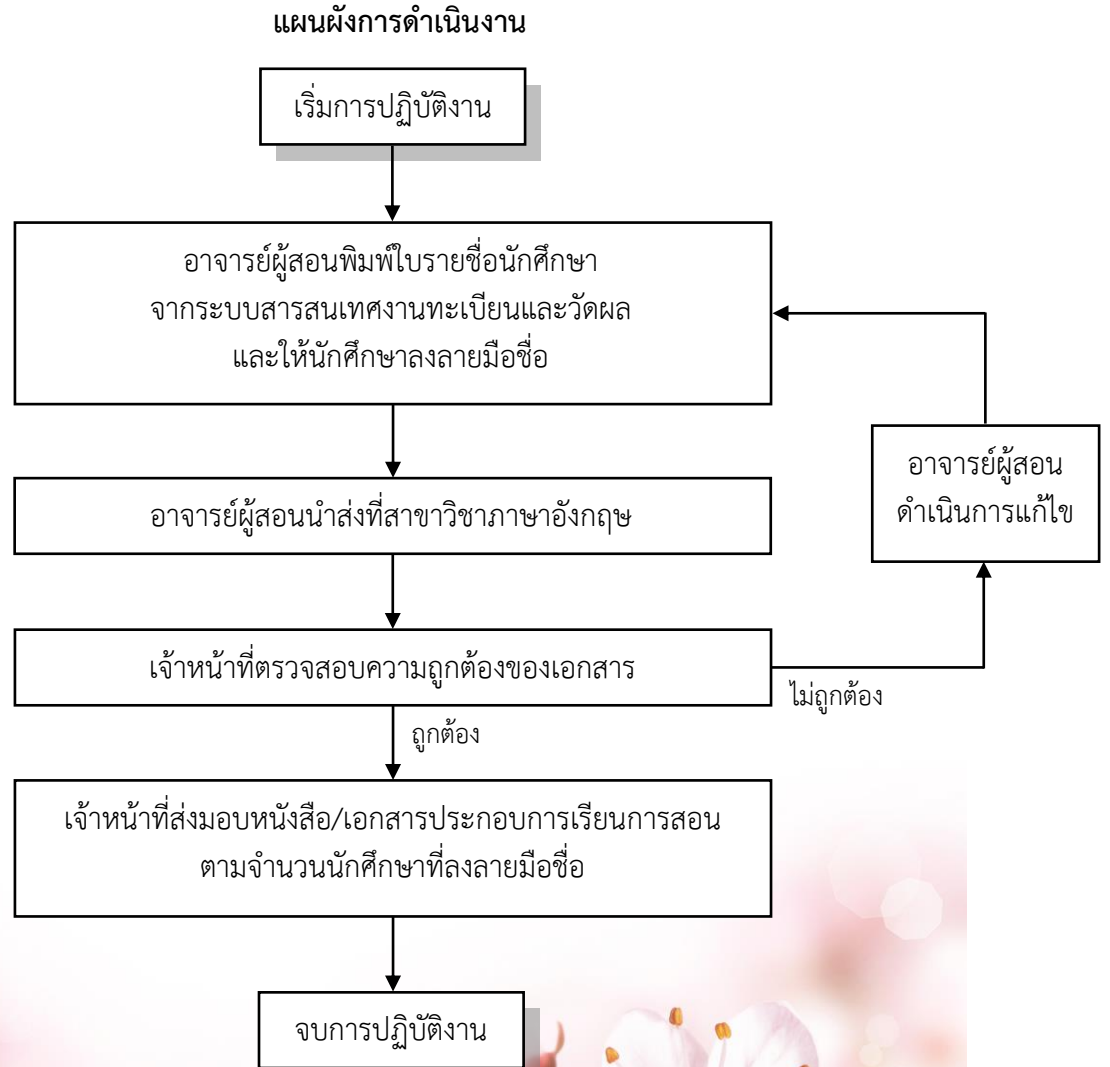 แผนผังการดำเนินงาน
เริ่มการปฏิบัติงาน
อาจารย์ผู้สอนพิมพ์ใบรายชื่อนักศึกษา
จากระบบสารสนเทศงานทะเบียนและวัดผล
และให้นักศึกษาลงลายมือชื่อ
อาจารย์ผู้สอน
ดำเนินการแก้ไข
อาจารย์ผู้สอนนำส่งที่สาขาวิชาภาษาอังกฤษ
เจ้าหน้าที่ตรวจสอบความถูกต้องของเอกสาร
ไม่ถูกต้อง
ถูกต้อง
เจ้าหน้าที่ส่งมอบหนังสือ/เอกสารประกอบการเรียนการสอน
ตามจำนวนนักศึกษาที่ลงลายมือชื่อ
จบการปฏิบัติงาน